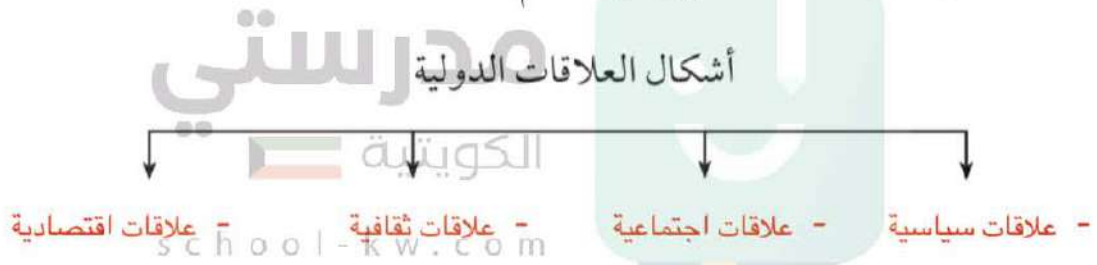 مدرستي
أشكال العلاقات الدولية
الكويتية
- علاقات سياسية - علاقات اجتماعية - علاقات ثقافية - علاقات اقتصادية
school-kw.com